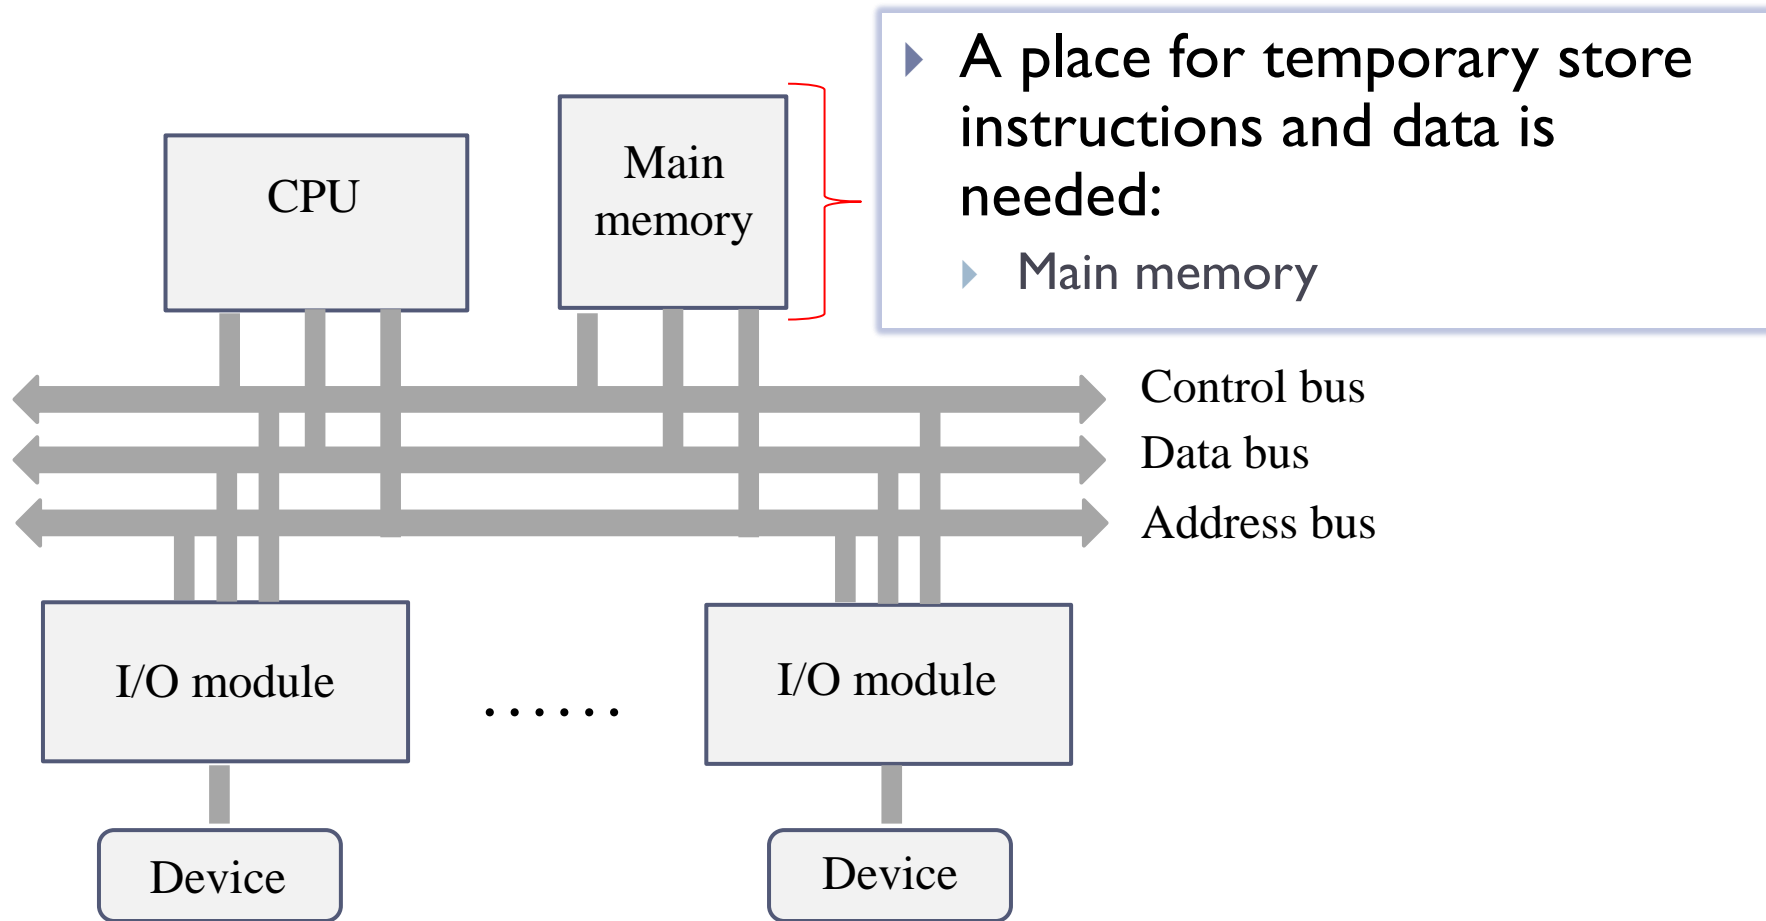 A place for temporary store
instructions and data is
needed:
Main memory
CPU
Main
memory
Control bus
Data bus
Address bus
I/O module
......
I/O module
Device
Device